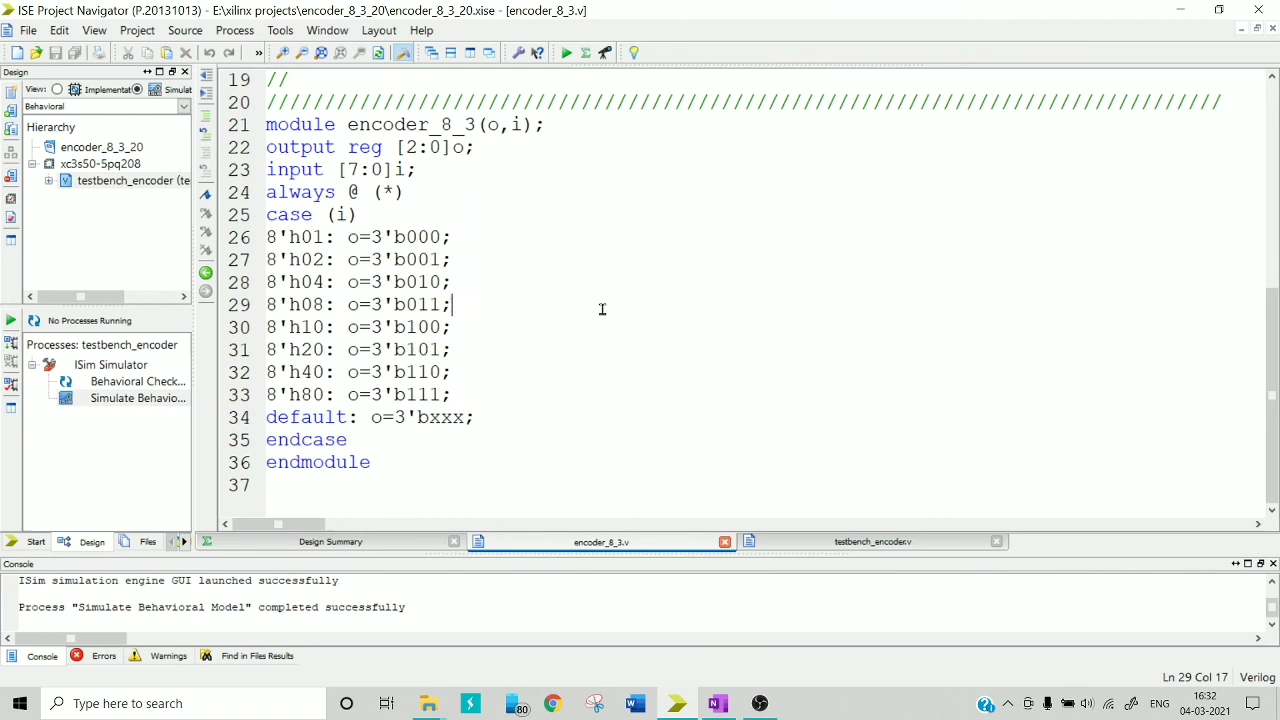 ISE Project Navigator (P.20131013) - E:\xilinx projects\encoder_8_3_20\encoder_8_3_20.xise - [encoder_8_3.v]
File Edit View Project Source Process Tools Window Layout Help
Design
View: Implementat Simulat
Behavioral
Hierarchy
encoder_8_3_20
xc3s50-5pq208
testbench_encoder (te
No Processes Running
Processes: testbench_encoder
ISim Simulator
Behavioral Check...
Simulate Behavio...
Start Design Files
19 //
20 ////////////////////////////////////////////////////////////////////////////////
21 module encoder_8_3(o,i);
22 output reg [2:0]o;
23 input [7:0]i;
24 always @ (*)
25 case (i)
26 8'h01: o=3'b000;
27 8'h02: o=3'b001;
28 8'h04: o=3'b010;
29 8'h08: o=3'b011;
30 8'h10: o=3'b100;
31 8'h20: o=3'b101;
32 8'h40: o=3'b110;
33 8'h80: o=3'b111;
34 default: o=3'bxxx;
35 endcase
36 endmodule
37
Design Summary encoder_8_3.v testbench_encoder.v
Console
ISim simulation engine GUI launched successfully
Process "Simulate Behavioral Model" completed successfully
Console Errors Warnings Find in Files Results
Ln 29 Col 17 Verilog
Type here to search
80
ENG
16:32
04-03-2021